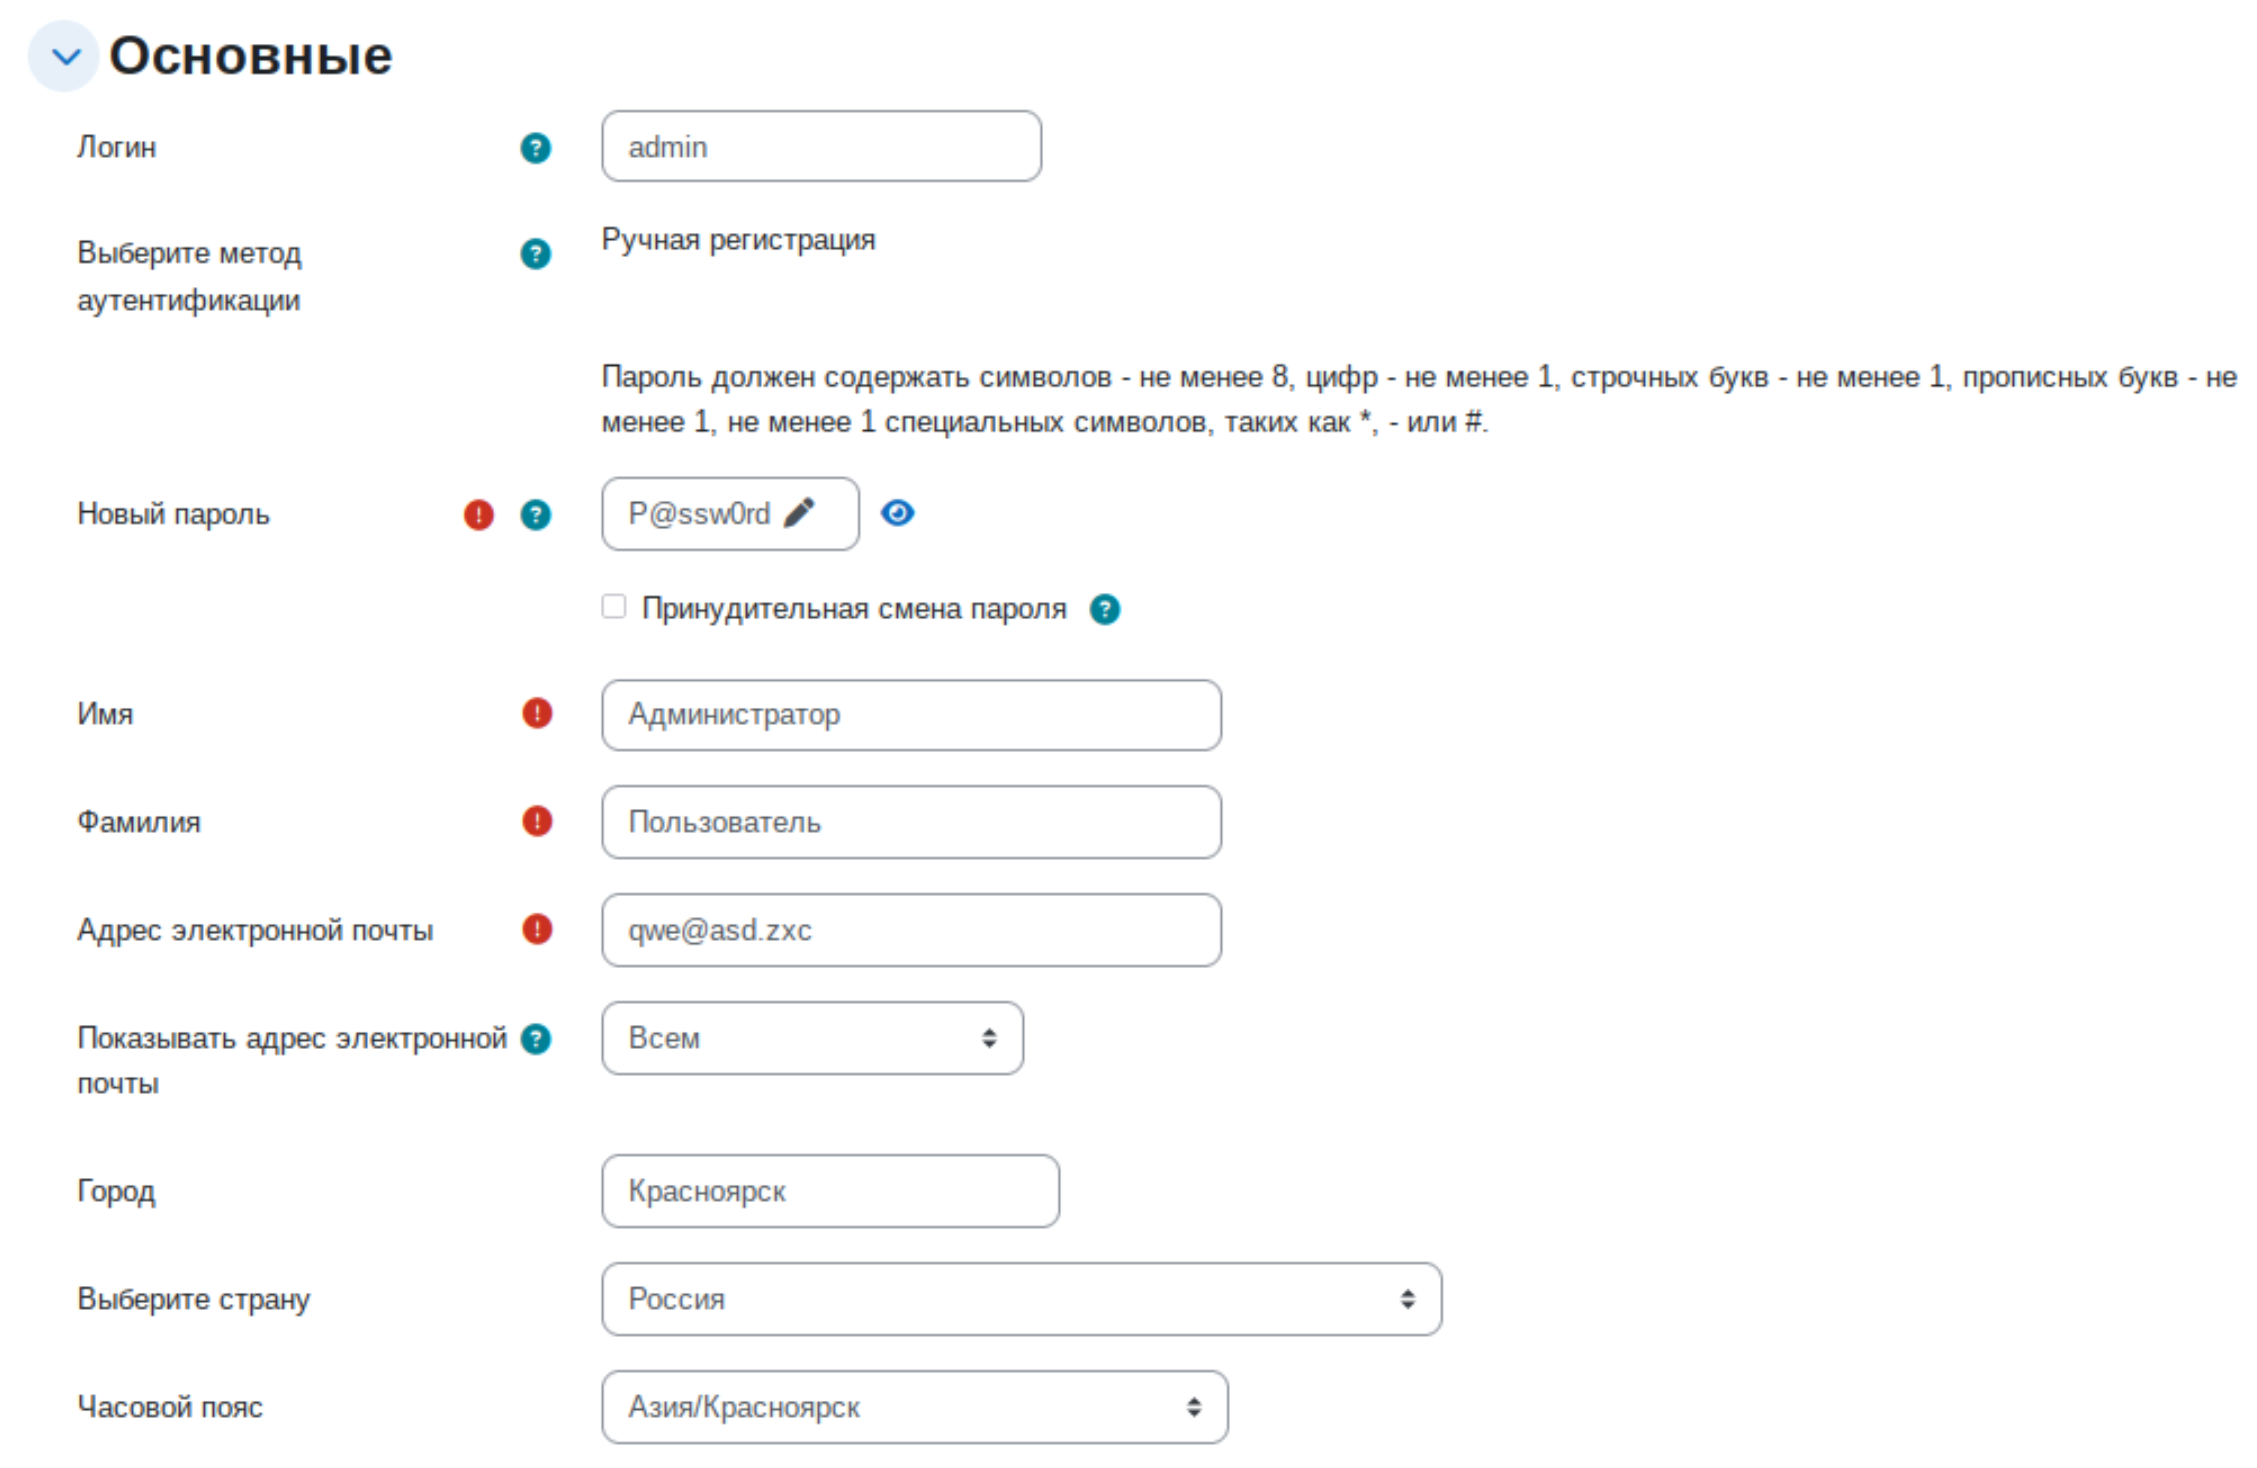 Основные
Логин
admin
Выберите метод
аутентификации
Ручная регистрация
Пароль должен содержать символов - не менее 8, цифр - не менее 1, строчных букв - не менее 1, прописных букв - не
менее 1, не менее 1 специальных символов, таких как *, - или #.
Новый пароль
P@ssw0rd
Принудительная смена пароля
Имя
Администратор
Фамилия
Пользователь
Адрес электронной почты
qwe@asd.zxc
Показывать адрес электронной
почты
Всем
Город
Красноярск
Выберите страну
Россия
Часовой пояс
Азия/Красноярск